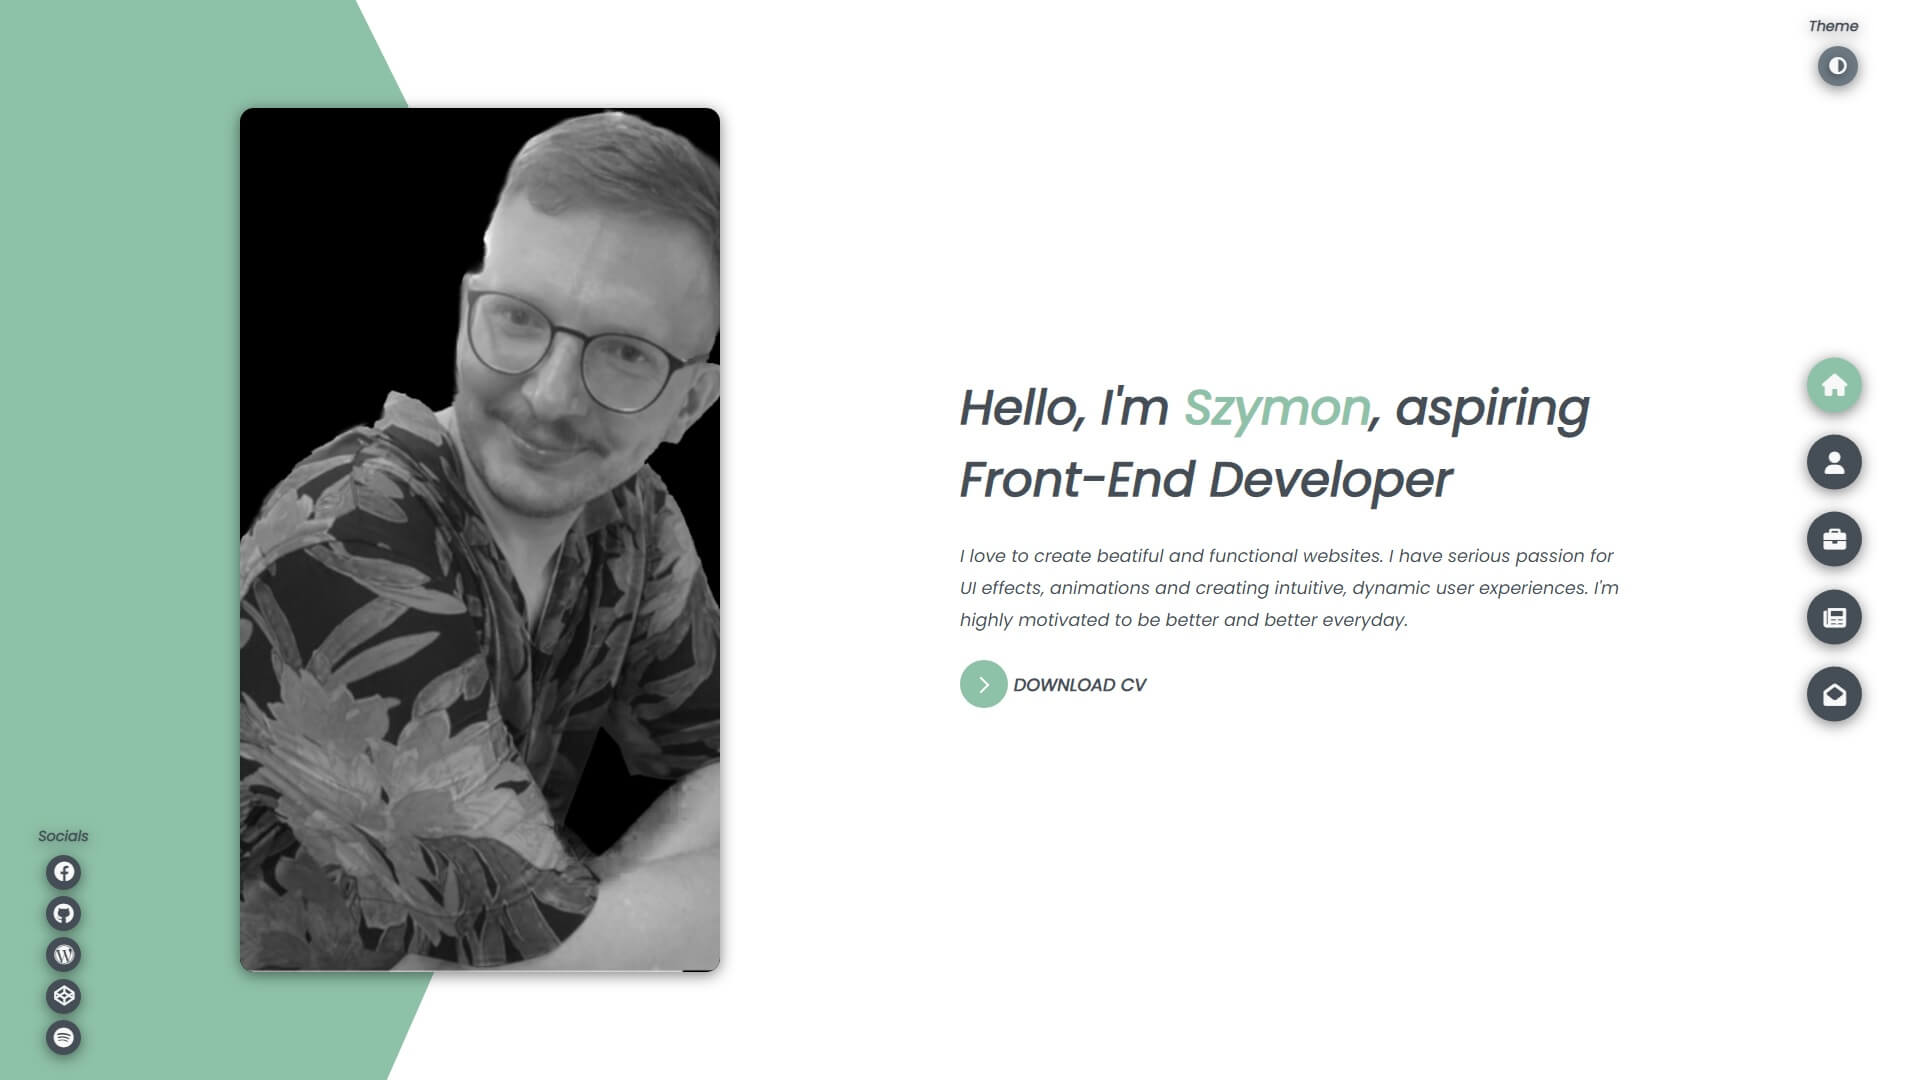 Theme
Hello, I'm Szymon, aspiring
Front-End Developer
I love to create beatiful and functional websites. I have serious passion for
UI effects, animations and creating intuitive, dynamic user experiences. I'm
highly motivated to be better and better everyday.
DOWNLOAD CV
Socials